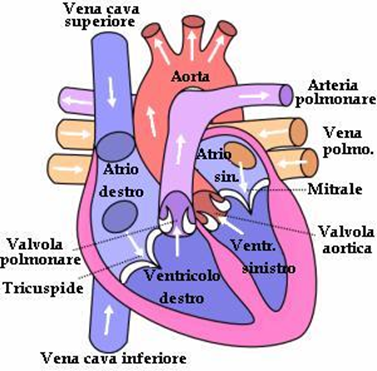 Vena cava
superiore
Aorta
Arteria
polmonare
Vena
polmo.
Atrio
destro
Atrio
sin.
Mitrale
Valvola
polmonare
Tricuspide
Ventricolo
destro
Ventr.
sinistro
Valvola
aortica
Vena cava inferiore